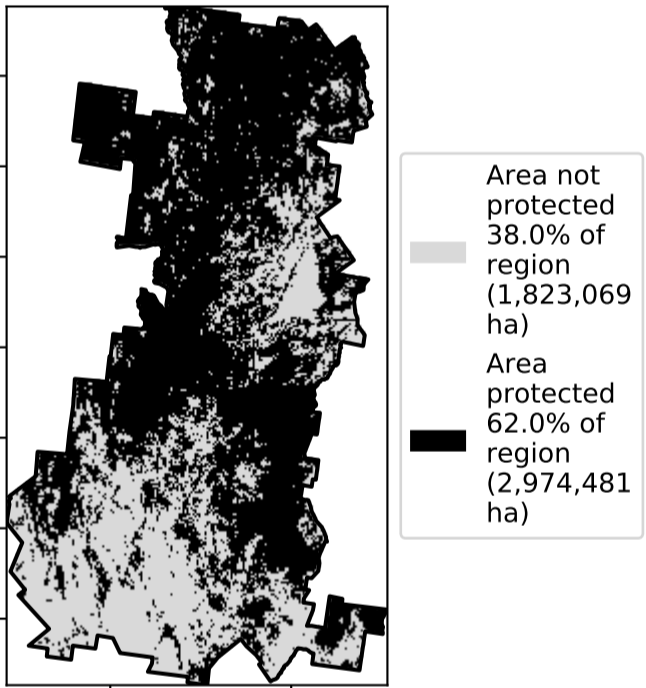 Area not
protected
38.0% of
region
(1,823,069
ha)
Area
protected
62.0% of
region
(2,974,481
ha)